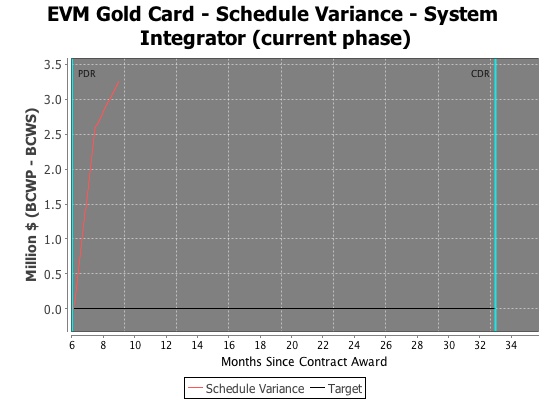 EVM Gold Card - Schedule Variance - System
Integrator (current phase)
Million $ (BCWP - BCWS)
3.5
3.0
2.5
2.0
1.5
1.0
0.5
0.0
PDR
CDR
6 8 10 12 14 16 18 20 22 24 26 28 30 32 34
Months Since Contract Award
Schedule Variance Target